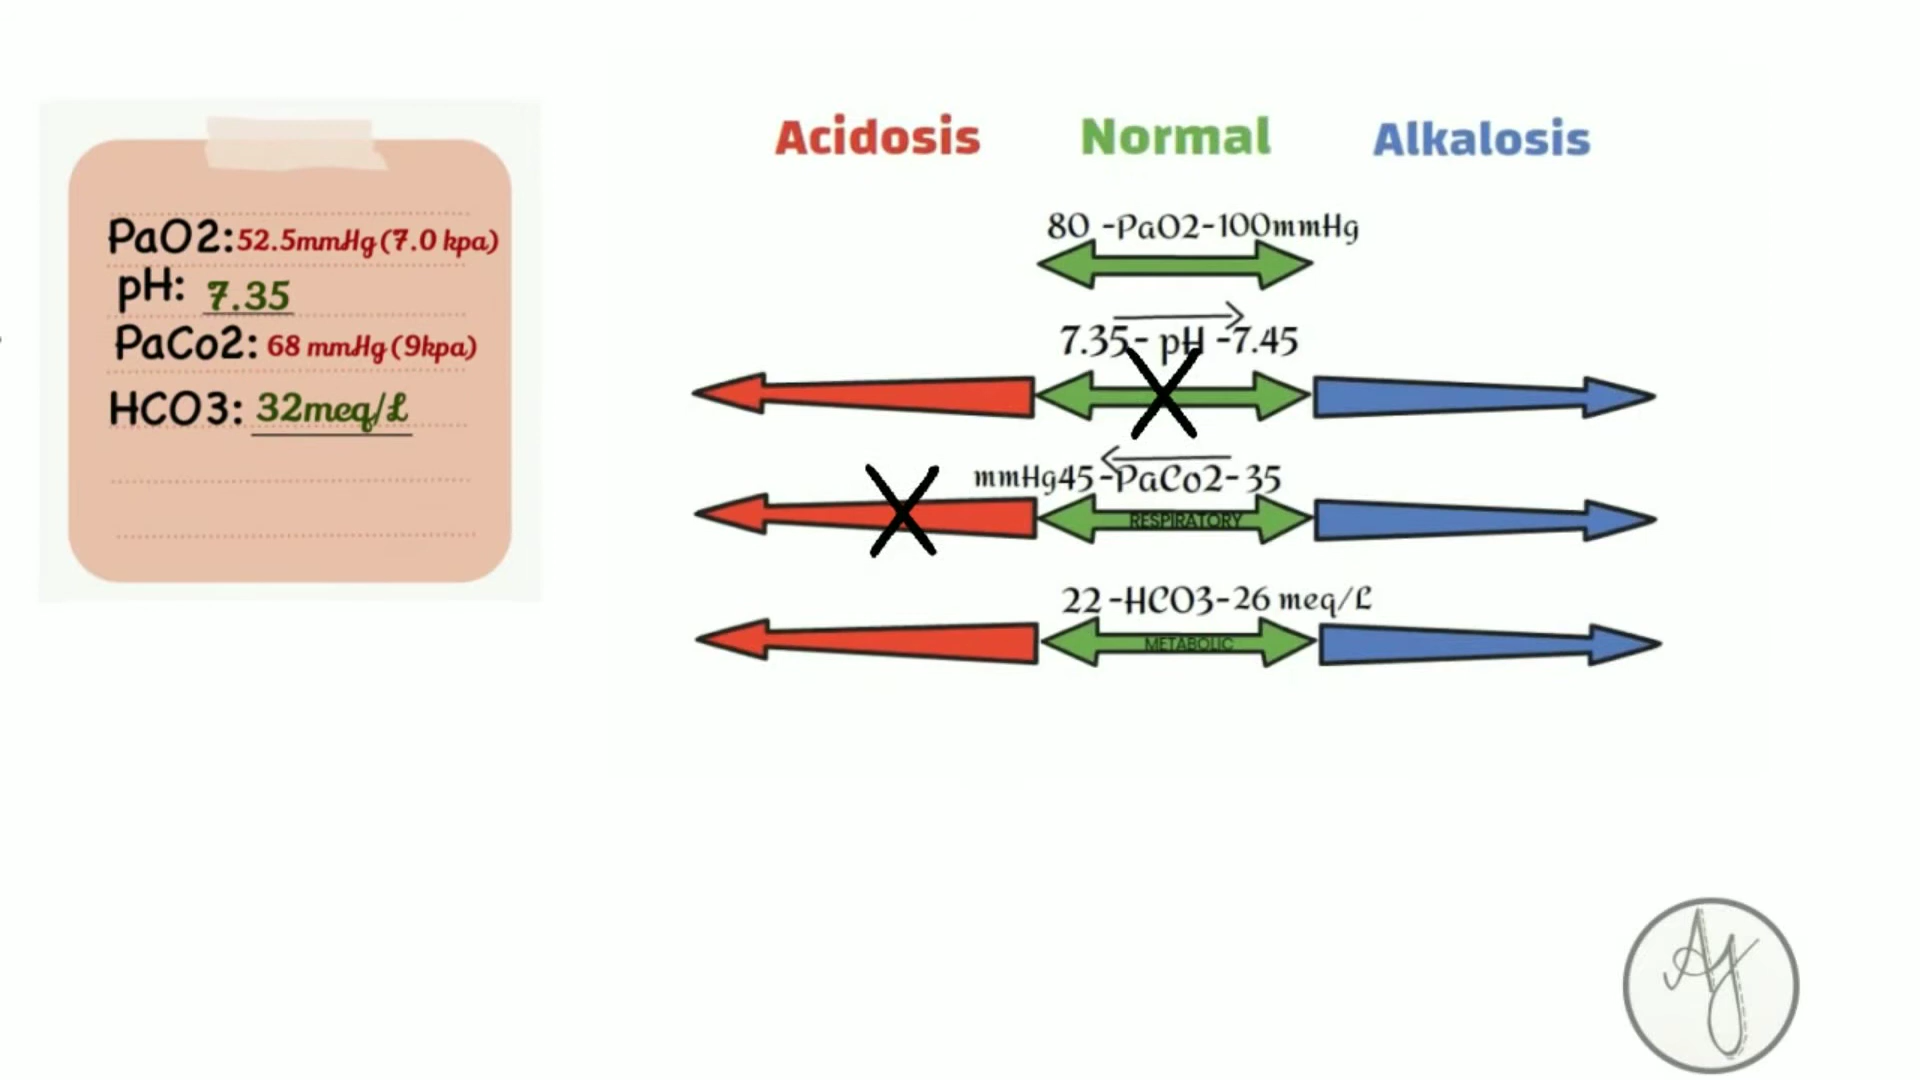 PaO2:52.5mmHg(7.0 kpa)
pH: 7.35
PaCo2: 68 mmHg(9kpa)
HCO3: 32meq/L
Acidosis Normal Alkalosis
80 -PaO2-100mmHg
7.35- pH -7.45
mmHg45-PaCo2-35
RESPIRATORY
22-HCO3-26 meq/L
METABOLIC
Ay